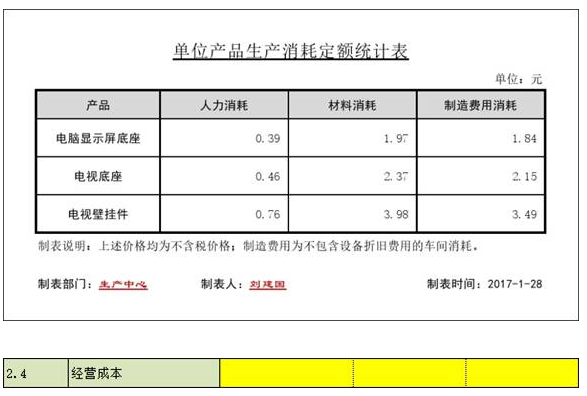 单位产品生产消耗定额统计表
单位：元
产品 人力消耗 材料消耗 制造费用消耗
电脑显示屏底座 0.39 1.97 1.84
电视底座 0.46 2.37 2.15
电视壁挂件 0.76 3.98 3.49
制表说明：上述价格均为不含税价格；制造费用为不包含设备折旧费用的车间消耗。
制表部门：生产中心 制表人：刘建国 制表时间：2017-1-28
2.4 经营成本